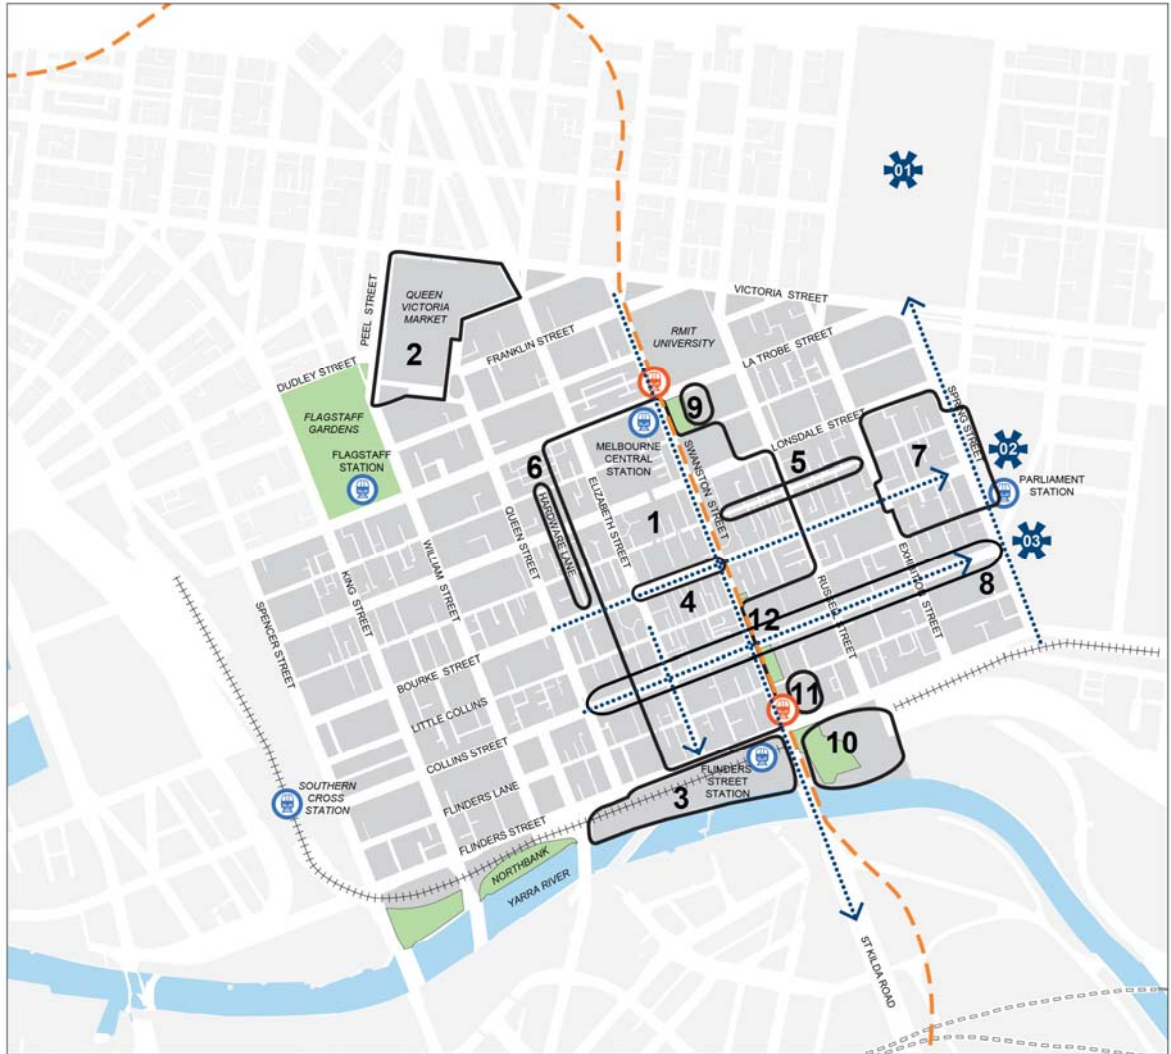 01
VICTORIA STREET
PEEL STREET
QUEEN
VICTORIA
MARKET
2
FRANKLIN STREET
RMIT
UNIVERSITY
LA TROBE STREET
DUDLEY STREET
FLAGSTAFF
GARDENS
FLAGSTAFF
STATION
9
MELBOURNE
CENTRAL
STATION
SWANSTON STREET
LONSDALE STREET
5
7
SPRING STREET
02
PARLIAMENT
STATION
03
6
HARDWARE LANE
ELIZABETH STREET
QUEEN STREET
1
WILLIAM STREET
KING STREET
SPENCER STREET
4
12
RUSSELL STREET
EXHIBITION STREET
8
BOURKE STREET
LITTLE COLLINS
COLLINS STREET
FLINDERS LANE
FLINDERS STREET
11
10
FLINDERS
STREET
STATION
3
SOUTHERN
CROSS
STATION
NORTHBANK
YARRA RIVER
ST KILDA ROAD